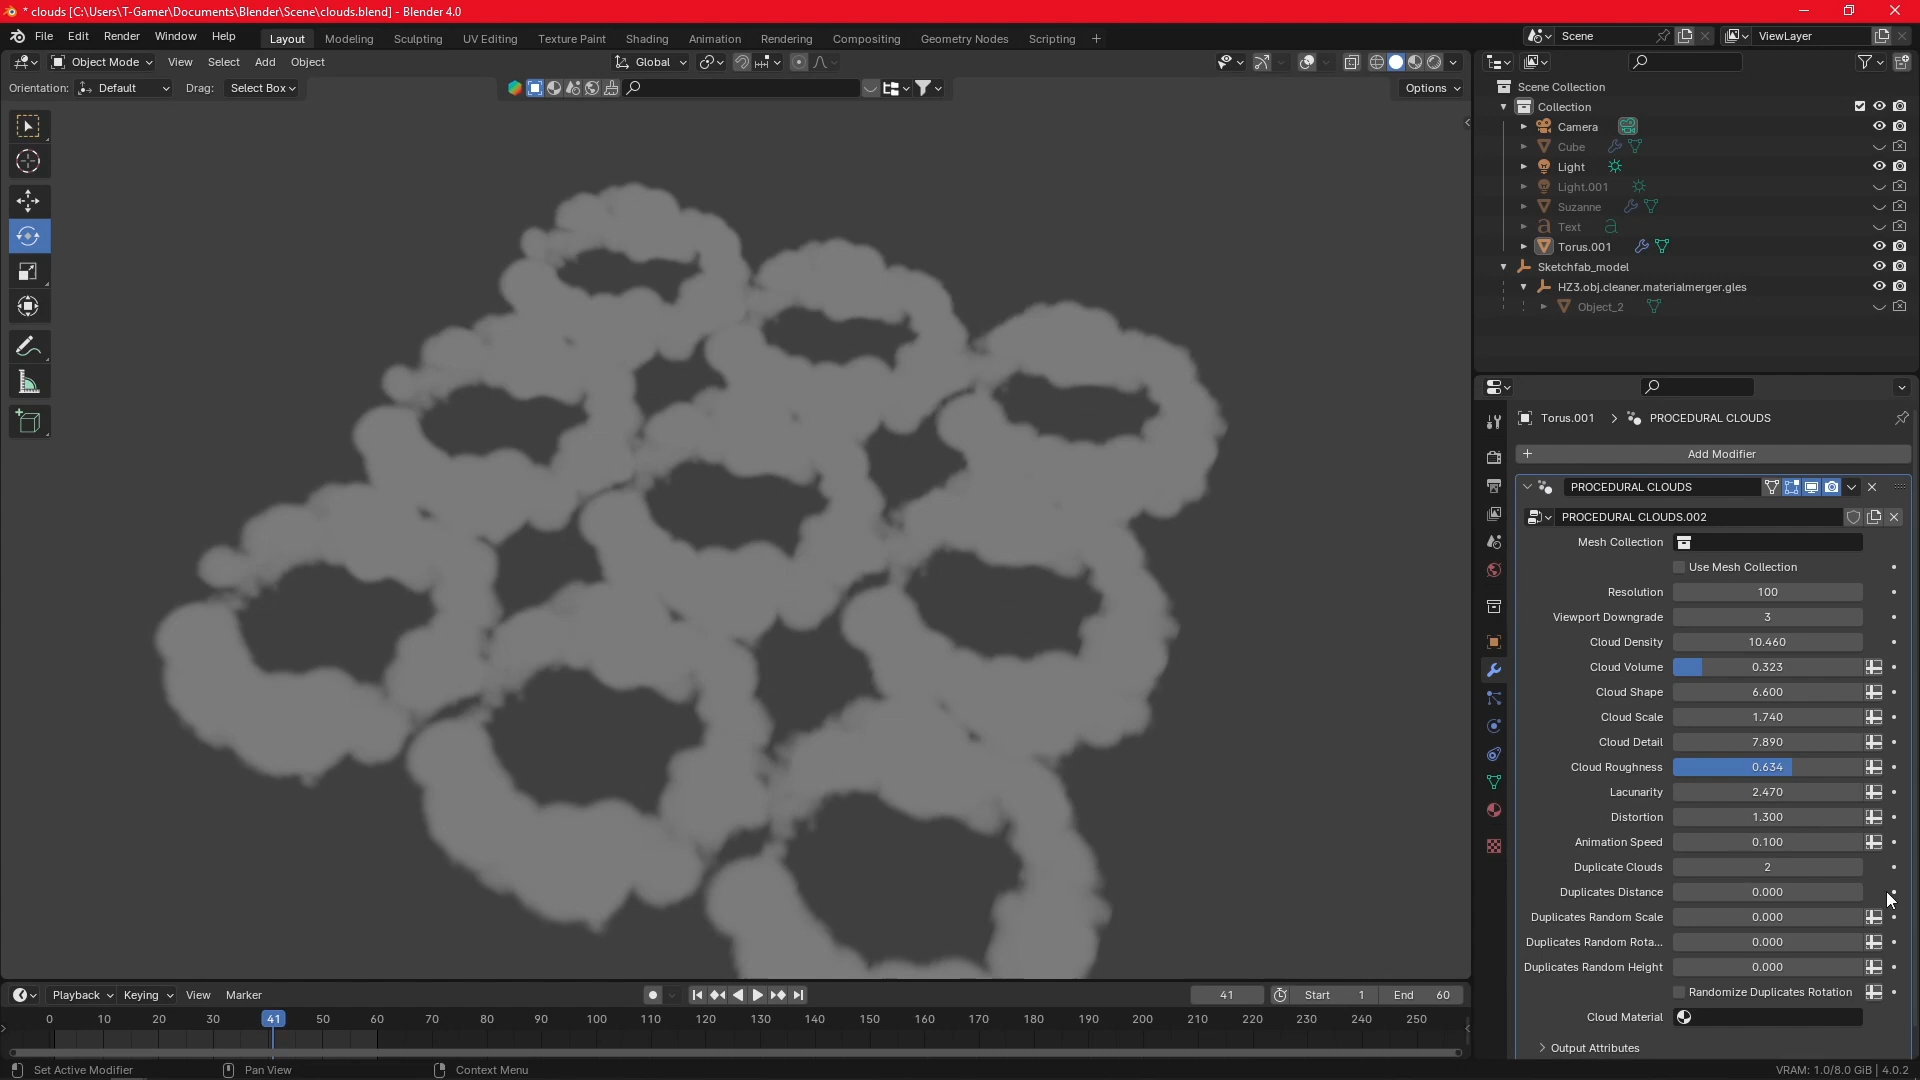 * clouds [C:\Users\T-Gamer\Documents\Blender\Scene\clouds.blend] - Blender 4.0
File Edit Render Window Help
Layout Modeling Sculpting UV Editing Texture Paint Shading Animation Rendering Compositing Geometry Nodes Scripting
Scene
ViewLayer
Object Mode View Select Add Object
Global
Orientation: Default Drag: Select Box
Options
Scene Collection
Collection
Camera
Cube
Light
Light.001
Suzanne
Text
Torus.001
Sketchfab_model
HZ3.obj.cleaner.materialmerger.gles
Object_2
Torus.001 PROCEDURAL CLOUDS
Add Modifier
PROCEDURAL CLOUDS
PROCEDURAL CLOUDS.002
Mesh Collection
Use Mesh Collection
Resolution 100
Viewport Downgrade 3
Cloud Density 10.460
Cloud Volume 0.323
Cloud Shape 6.600
Cloud Scale 1.740
Cloud Detail 7.890
Cloud Roughness 0.634
Lacunarity 2.470
Distortion 1.300
Animation Speed 0.100
Duplicate Clouds 2
Duplicates Distance 0.000
Duplicates Random Scale 0.000
Duplicates Random Rota... 0.000
Duplicates Random Height 0.000
Randomize Duplicates Rotation
Cloud Material
Output Attributes
Playback Keying View Marker
41 Start 1 End 60
0 10 20 30 41 50 60 70 80 90 100 110 120 130 140 150 160 170 180 190 200 210 220 230 240 250
Set Active Modifier Pan View Context Menu
VRAM: 1.0/8.0 GiB | 4.0.2